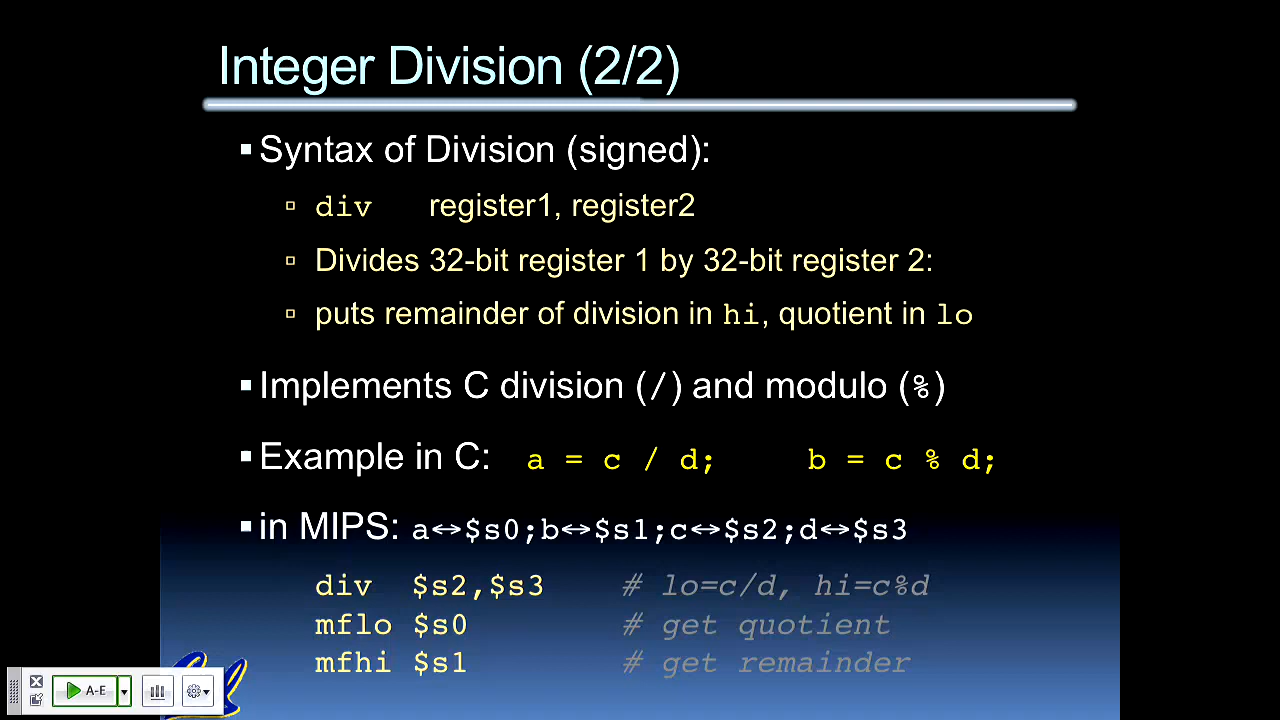 Integer Division (2/2)
Syntax of Division (signed):
div register1, register2
Divides 32-bit register 1 by 32-bit register 2:
puts remainder of division in hi, quotient in lo
Implements C division (/) and modulo (%)
Example in C: a = c / d; b = c % d;
in MIPS: a↔$s0;b↔$s1;c↔$s2;d↔$s3
div $s2,$s3 # lo=c/d, hi=c%d
mflo $s0 # get quotient
mfhi $s1 # get remainder
A-E